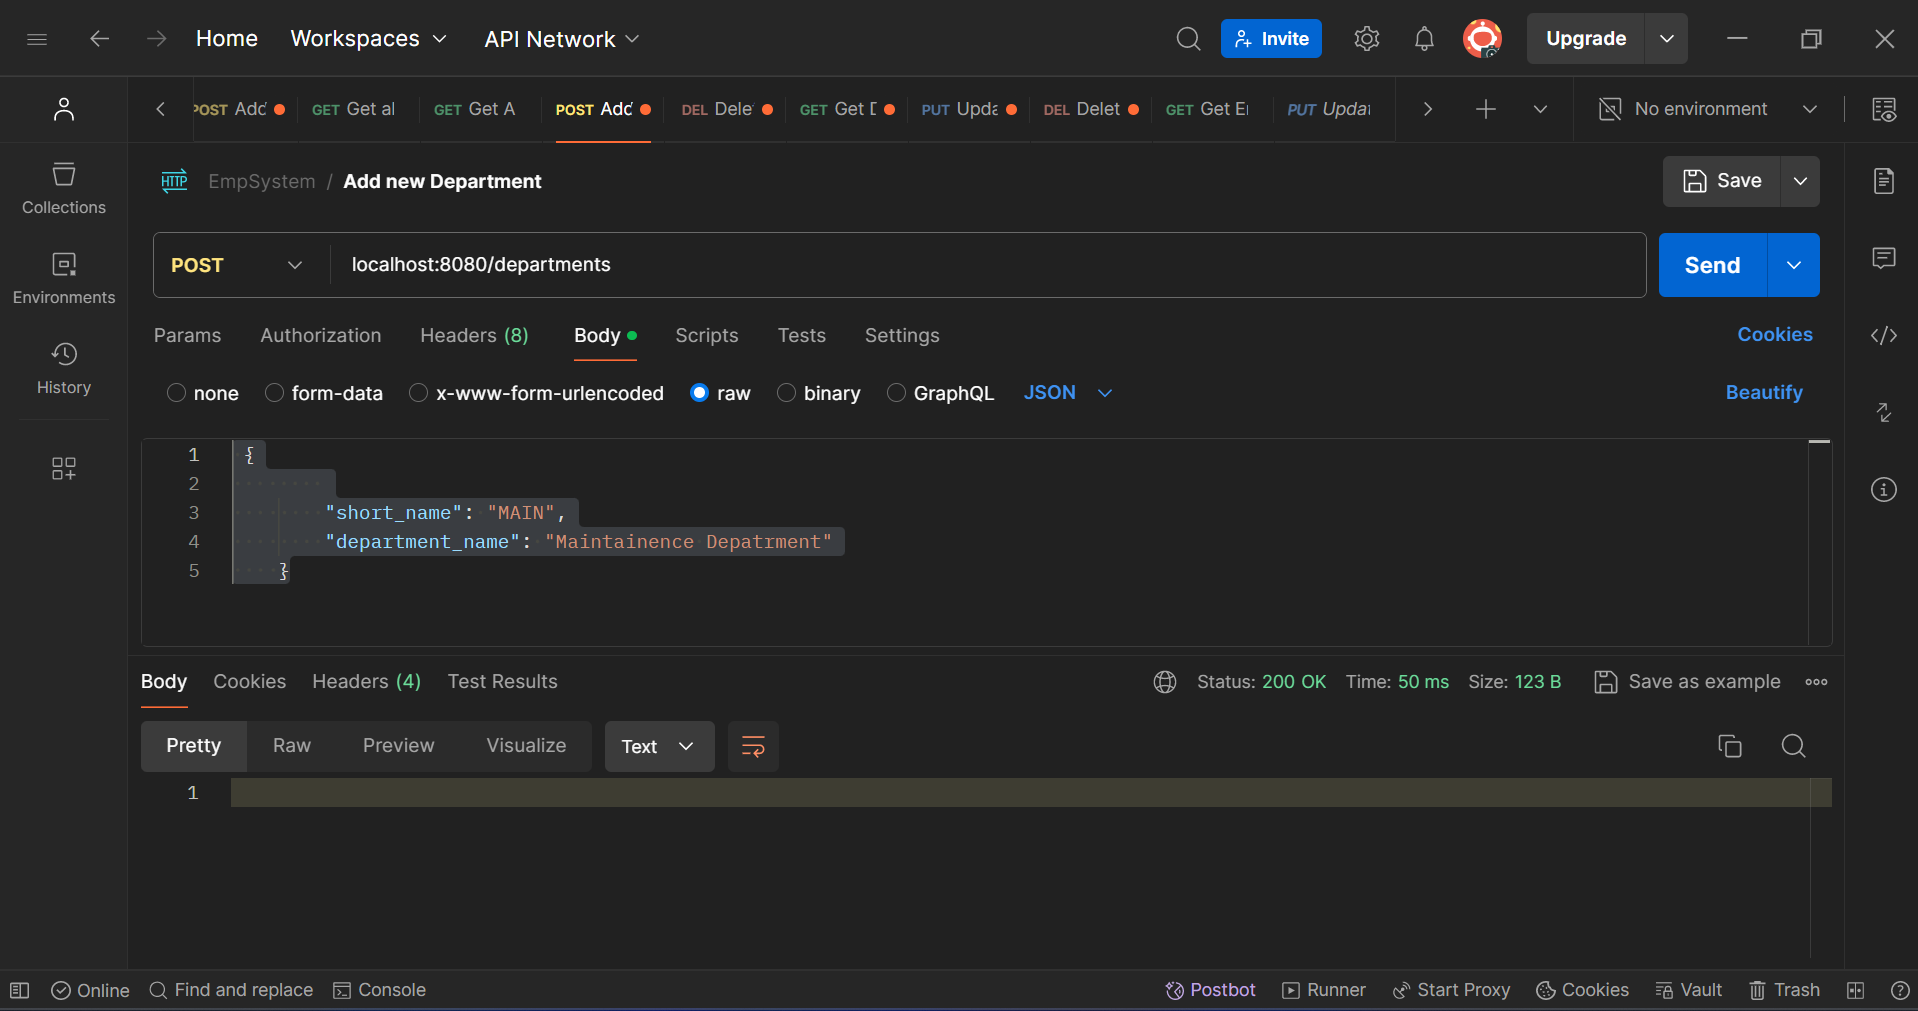 Home Workspaces API Network Invite Upgrade
POST Add GET Get al GET Get A POST Add DEL Dele GET Get D PUT Upda DEL Delet GET Get E PUT Updat No environment
HTTP EmpSystem / Add new Department Save
POST localhost:8080/departments Send
Params Authorization Headers (8) Body Scripts Tests Settings Cookies
none form-data x-www-form-urlencoded raw binary GraphQL JSON Beautify
Collections
Environments
History
1 {
2
3 "short_name": "MAIN",
4 "department_name": "Maintainence Depatrment"
5 }
Body Cookies Headers (4) Test Results Status: 200 OK Time: 50 ms Size: 123 B Save as example
Pretty Raw Preview Visualize Text
1
Online Find and replace Console Postbot Runner Start Proxy Cookies Vault Trash